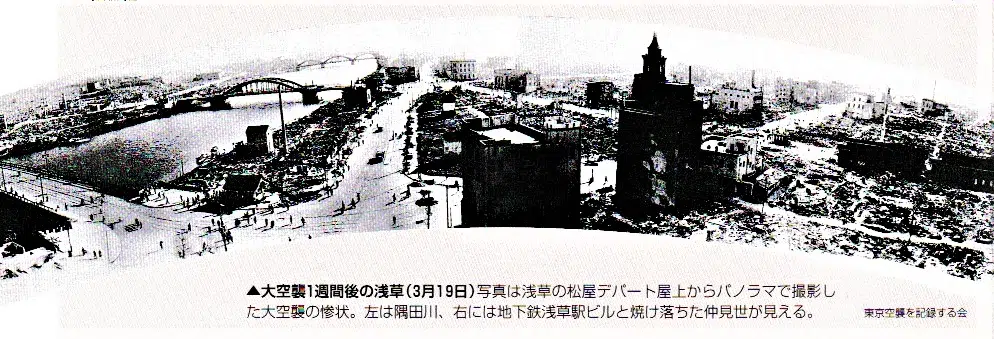 ▲大空襲1週間後の浅草(3月19日)写真は浅草の松屋デパート屋上からパノラマで撮影し
た大空襲の惨状。左は隅田川、右には地下鉄浅草駅ビルと焼け落ちた仲見世が見える。
東京空襲を記録する会